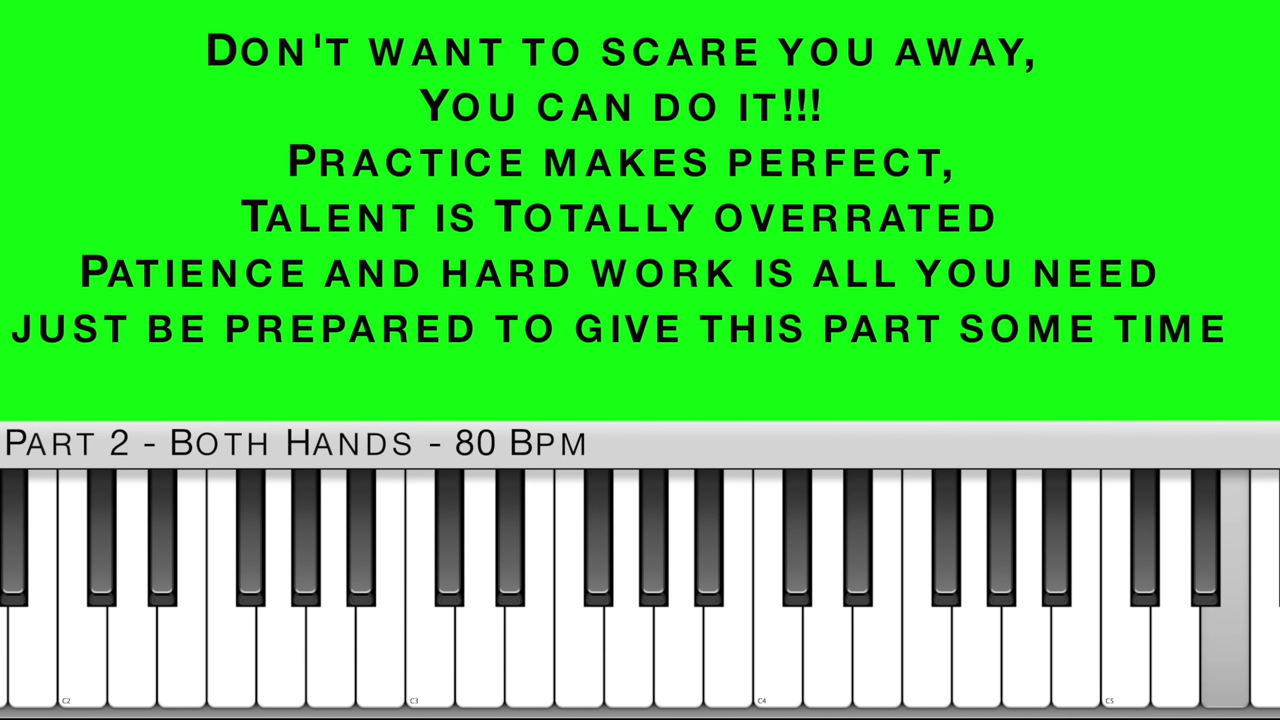 Don't want to scare you away,
You can do it!!!
Practice makes perfect,
Talent is Totally overrated
Patience and hard work is all you need
just be prepared to give this part some time
Part 2 - Both Hands - 80 Bpm
C2 C3 C4 C5